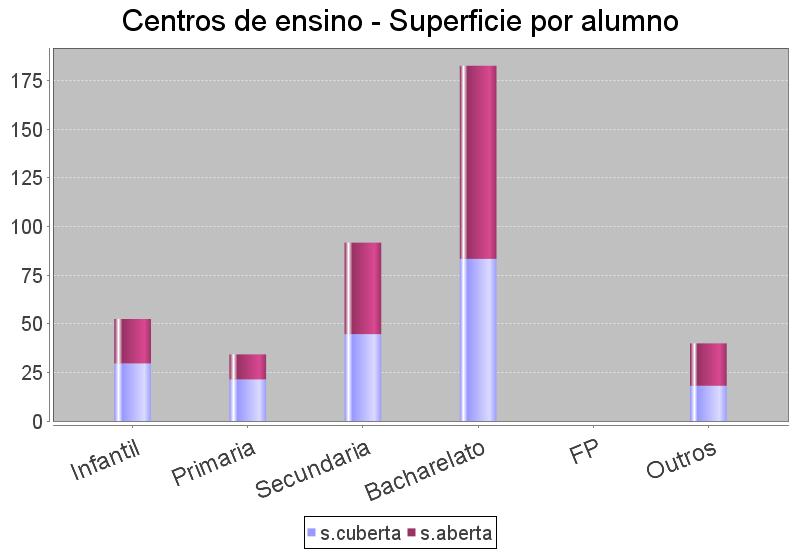 Centros de ensino - Superficie por alumno
175
150
125
100
75
50
25
0
Infantil
Primaria
Secundaria
Bacharelato
FP
Outros
s.cuberta s.aberta